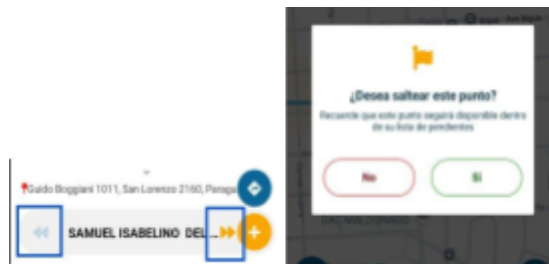 Guido Boggiani 1011, San Lorenzo 2160, Paragu
SAMUEL ISABELINO DEL...
¿Desea saltear este punto?
Recuerde que este punto seguirá disponible dentro
de su lista de pendientes
No
Sí